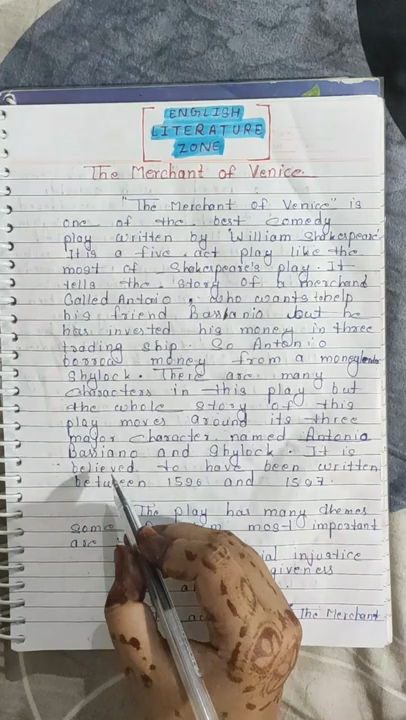 ENGLISH
LITERATURE
ZONE
The Merchant of Venice.
"The Merchant of Venice" is
one of the best comedy
play written by William Shakespeare
It is a five act play like the
most of Shakespeare's play. It
tells the story of a merchand
Called Antoio. Who wants to help
his friend Bassanio but he
has invested his money in three
trading ship. So Antonio
borrow money from a moneylender
Shylock. There are many
characters in this play but
the whole story of this
play moves around its three
major character named Antonio
Bassiano and Shylock. It is
believed to have been written
between 1596 and 1597.
The play has many themes
some most important
are
injustice
The Merchant